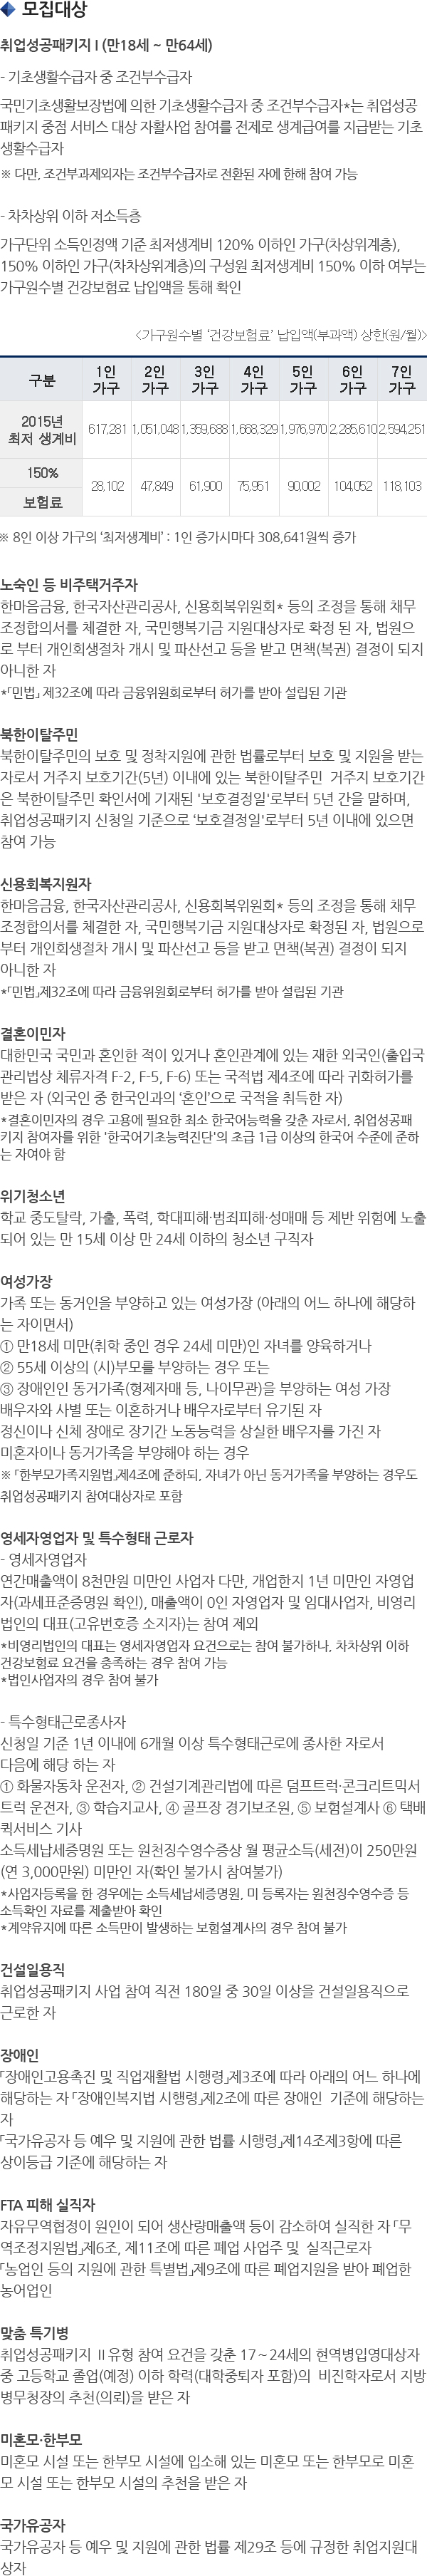 모집대상
취업성공패키지 I (만18세 ~ 만64세)
- 기초생활수급자 중 조건부수급자
국민기초생활보장법에 의한 기초생활수급자 중 조건부수급자*는 취업성공
패키지 중점 서비스 대상 자활사업 참여를 전제로 생계급여를 지급받는 기초
생활수급자
※ 다만, 조건부과제외자는 조건부수급자로 전환된 자에 한해 참여 가능
- 차차상위 이하 저소득층
가구단위 소득인정액 기준 최저생계비 120% 이하인 가구(차상위계층),
150% 이하인 가구(차차상위계층)의 구성원 최저생계비 150% 이하 여부는
가구원수별 건강보험료 납입액을 통해 확인
<가구원수별 ‘건강보험료’ 납입액(부과액) 상한(원/월)>
구분 1인 가구 2인 가구 3인 가구 4인 가구 5인 가구 6인 가구 7인 가구
2015년 최저 생계비 617,281 1,051,048 1,359,688 1,668,329 1,976,970 2,285,610 2,594,251
150% 보험료 28,102 47,849 61,900 75,951 90,002 104,052 118,103
※ 8인 이상 가구의 ‘최저생계비’ : 1인 증가시마다 308,641원씩 증가
노숙인 등 비주택거주자
한마음금융, 한국자산관리공사, 신용회복위원회* 등의 조정을 통해 채무
조정합의서를 체결한 자, 국민행복기금 지원대상자로 확정 된 자, 법원으
로 부터 개인회생절차 개시 및 파산선고 등을 받고 면책(복권) 결정이 되지
아니한 자
*「민법」 제32조에 따라 금융위원회로부터 허가를 받아 설립된 기관
북한이탈주민
북한이탈주민의 보호 및 정착지원에 관한 법률로부터 보호 및 지원을 받는
자로서 거주지 보호기간(5년) 이내에 있는 북한이탈주민 거주지 보호기간
은 북한이탈주민 확인서에 기재된 '보호결정일'로부터 5년 간을 말하며,
취업성공패키지 신청일 기준으로 ‘보호결정일'로부터 5년 이내에 있으면
참여 가능
신용회복지원자
한마음금융, 한국자산관리공사, 신용회복위원회* 등의 조정을 통해 채무
조정합의서를 체결한 자, 국민행복기금 지원대상자로 확정된 자, 법원으로
부터 개인회생절차 개시 및 파산선고 등을 받고 면책(복권) 결정이 되지
아니한 자
*「민법」제32조에 따라 금융위원회로부터 허가를 받아 설립된 기관
결혼이민자
대한민국 국민과 혼인한 적이 있거나 혼인관계에 있는 재한 외국인(출입국
관리법상 체류자격 F-2, F-5, F-6) 또는 국적법 제4조에 따라 귀화허가를
받은 자 (외국인 중 한국인과의 ‘혼인’으로 국적을 취득한 자)
*결혼이민자의 경우 고용에 필요한 최소 한국어능력을 갖춘 자로서, 취업성공패
키지 참여자를 위한 '한국어기초능력진단'의 초급 1급 이상의 한국어 수준에 준하
는 자여야 함
위기청소년
학교 중도탈락, 가출, 폭력, 학대피해·범죄피해·성매매 등 제반 위험에 노출
되어 있는 만 15세 이상 만 24세 이하의 청소년 구직자
여성가장
가족 또는 동거인을 부양하고 있는 여성가장 (아래의 어느 하나에 해당하
는 자이면서)
① 만18세 미만(취학 중인 경우 24세 미만)인 자녀를 양육하거나
② 55세 이상의 (시)부모를 부양하는 경우 또는
③ 장애인인 동거가족(형제자매 등, 나이무관)을 부양하는 여성 가장
배우자와 사별 또는 이혼하거나 배우자로부터 유기된 자
정신이나 신체 장애로 장기간 노동능력을 상실한 배우자를 가진 자
미혼자이나 동거가족을 부양해야 하는 경우
※ 「한부모가족지원법」제4조에 준하되, 자녀가 아닌 동거가족을 부양하는 경우도
취업성공패키지 참여대상자로 포함
영세자영업자 및 특수형태 근로자
- 영세자영업자
연간매출액이 8천만원 미만인 사업자 다만, 개업한지 1년 미만인 자영업
자(과세표준증명원 확인), 매출액이 0인 자영업자 및 임대사업자, 비영리
법인의 대표(고유번호증 소지자)는 참여 제외
*비영리법인의 대표는 영세자영업자 요건으로는 참여 불가하나, 차차상위 이하
건강보험료 요건을 충족하는 경우 참여 가능
*법인사업자의 경우 참여 불가
- 특수형태근로종사자
신청일 기준 1년 이내에 6개월 이상 특수형태근로에 종사한 자로서
다음에 해당 하는 자
① 화물자동차 운전자, ② 건설기계관리법에 따른 덤프트럭·콘크리트믹서
트럭 운전자, ③ 학습지교사, ④ 골프장 경기보조원, ⑤ 보험설계사 ⑥ 택배
퀵서비스 기사
소득세납세증명원 또는 원천징수영수증상 월 평균소득(세전)이 250만원
(연 3,000만원) 미만인 자(확인 불가시 참여불가)
*사업자등록을 한 경우에는 소득세납세증명원, 미 등록자는 원천징수영수증 등
소득확인 자료를 제출받아 확인
*계약유지에 따른 소득만이 발생하는 보험설계사의 경우 참여 불가
건설일용직
취업성공패키지 사업 참여 직전 180일 중 30일 이상을 건설일용직으로
근로한 자
장애인
「장애인고용촉진 및 직업재활법 시행령」제3조에 따라 아래의 어느 하나에
해당하는 자 「장애인복지법 시행령」제2조에 따른 장애인 기준에 해당하는
자
「국가유공자 등 예우 및 지원에 관한 법률 시행령」제14조제3항에 따른
상이등급 기준에 해당하는 자
FTA 피해 실직자
자유무역협정이 원인이 되어 생산량매출액 등이 감소하여 실직한 자 「무
역조정지원법」제6조, 제11조에 따른 폐업 사업주 및 실직근로자
「농업인 등의 지원에 관한 특별법」제9조에 따른 폐업지원을 받아 폐업한
농어업인
맞춤 특기병
취업성공패키지 Ⅱ유형 참여 요건을 갖춘 17～24세의 현역병입영대상자
중 고등학교 졸업(예정) 이하 학력(대학중퇴자 포함)의 비진학자로서 지방
병무청장의 추천(의뢰)을 받은 자
미혼모·한부모
미혼모 시설 또는 한부모 시설에 입소해 있는 미혼모 또는 한부모로 미혼
모 시설 또는 한부모 시설의 추천을 받은 자
국가유공자
국가유공자 등 예우 및 지원에 관한 법률 제29조 등에 규정한 취업지원대
상자